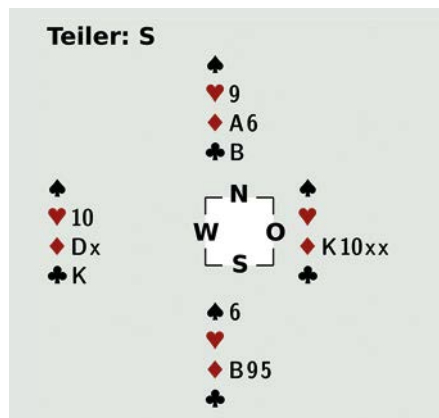 Teiler: S
♠
♥ 9
♦ A6
♣ B
♠
♥ 10
♦ Dx
♣ K
N
W O
S
♠
♥
♦ K10xx
♣
♠ 6
♥
♦ B95
♣